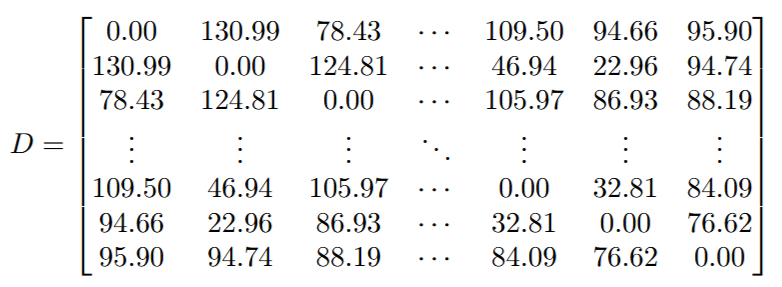 0.00 130.99 78.43 ⋯ 109.50 94.66 95.90
130.99 0.00 124.81 ⋯ 46.94 22.96 94.74
78.43 124.81 0.00 ⋯ 105.97 86.93 88.19
D = ⋮ ⋮ ⋮ ⋱ ⋮ ⋮ ⋮
109.50 46.94 105.97 ⋯ 0.00 32.81 84.09
94.66 22.96 86.93 ⋯ 32.81 0.00 76.62
95.90 94.74 88.19 ⋯ 84.09 76.62 0.00